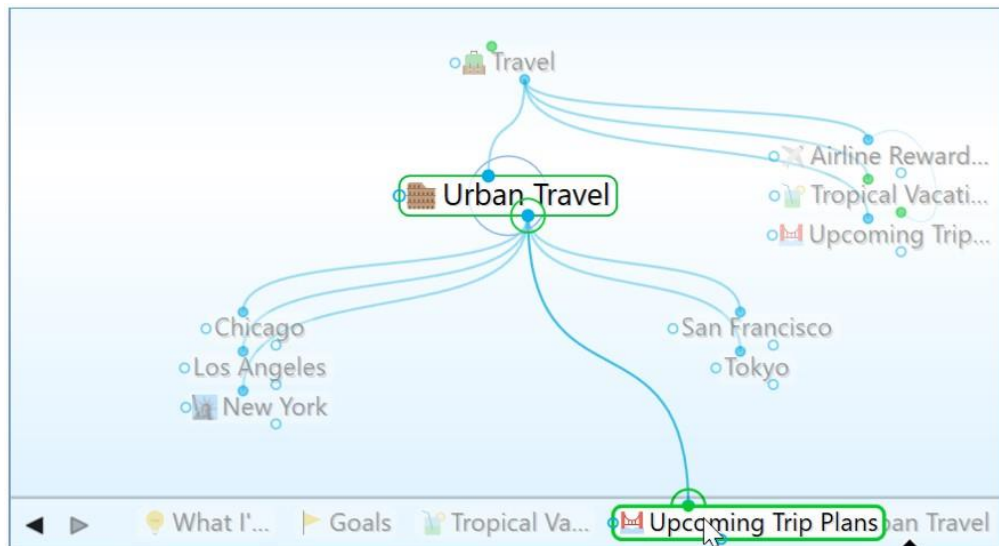 Travel
Airline Reward...
Urban Travel
Tropical Vacati...
Upcoming Trip...
Chicago
San Francisco
Los Angeles
Tokyo
New York
What I'... Goals Tropical Va... Upcoming Trip Plans ban Travel